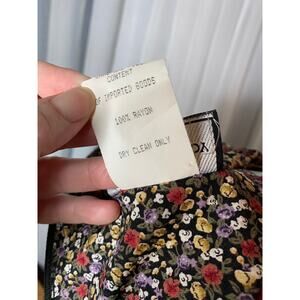 CONTENT
OF IMPORTED GOODS
100% RAYON
DRY CLEAN ONLY